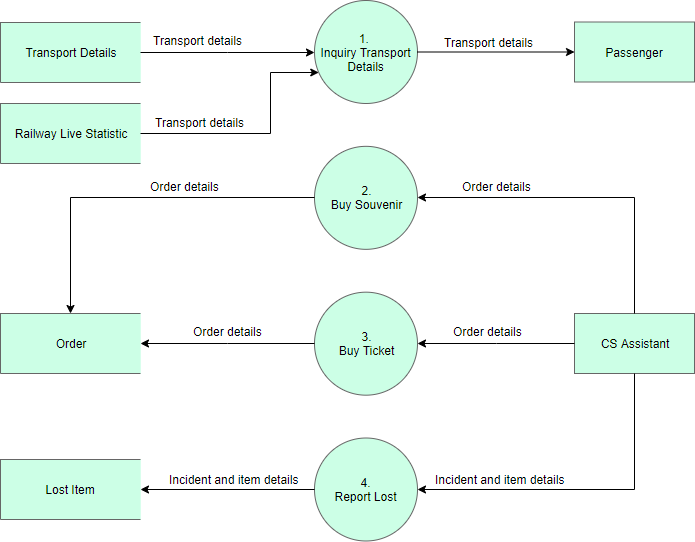 Transport Details
Transport details
1.
Inquiry Transport
Details
Transport details
Passenger
Railway Live Statistic
Transport details
Order details
2.
Buy Souvenir
Order details
Order
Order details
3.
Buy Ticket
Order details
CS Assistant
Lost Item
Incident and item details
4.
Report Lost
Incident and item details